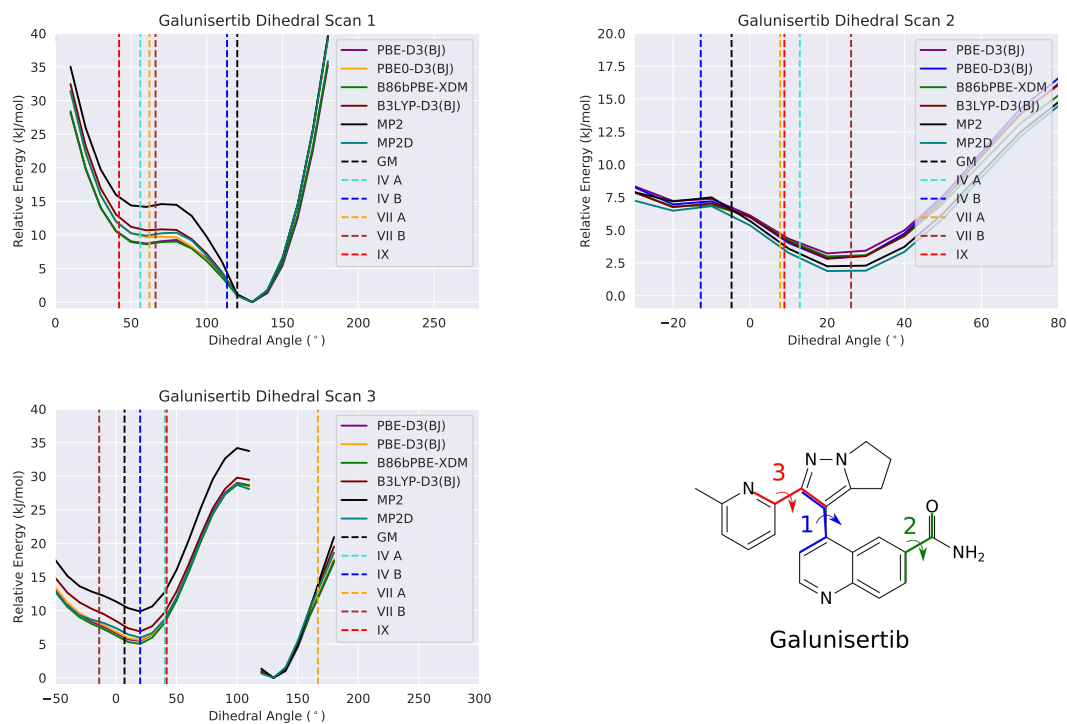 Galunisertib Dihedral Scan 1
40
35
30
25
20
15
10
5
0
Relative Energy (kJ/mol)
PBE-D3(BJ)
PBE0-D3(BJ)
B86bPBE-XDM
B3LYP-D3(BJ)
MP2
MP2D
GM
IV A
IV B
VII A
VII B
IX
0 50 100 150 200 250
Dihedral Angle (°)
Galunisertib Dihedral Scan 2
20.0
17.5
15.0
12.5
10.0
7.5
5.0
2.5
0.0
Relative Energy (kJ/mol)
PBE-D3(BJ)
PBE0-D3(BJ)
B86bPBE-XDM
B3LYP-D3(BJ)
MP2
MP2D
GM
IV A
IV B
VII A
VII B
IX
−20 0 20 40 60 80
Dihedral Angle (°)
Galunisertib Dihedral Scan 3
40
35
30
25
20
15
10
5
0
Relative Energy (kJ/mol)
PBE-D3(BJ)
PBE-D3(BJ)
B86bPBE-XDM
B3LYP-D3(BJ)
MP2
MP2D
GM
IV A
IV B
VII A
VII B
IX
−50 0 50 100 150 200 250 300
Dihedral Angle (°)
N N
3
N
1
2
O
NH₂
N
Galunisertib